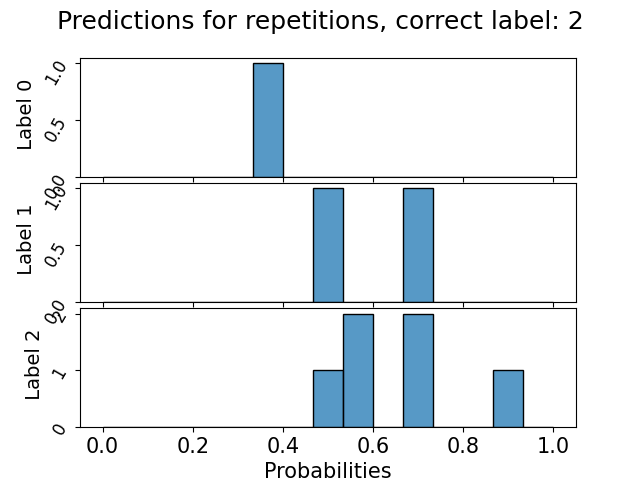 Predictions for repetitions, correct label: 2
Label 0
1.0
0.5
0.0
Label 1
1.0
0.5
0.0
Label 2
2
1
0
0.0 0.2 0.4 0.6 0.8 1.0
Probabilities